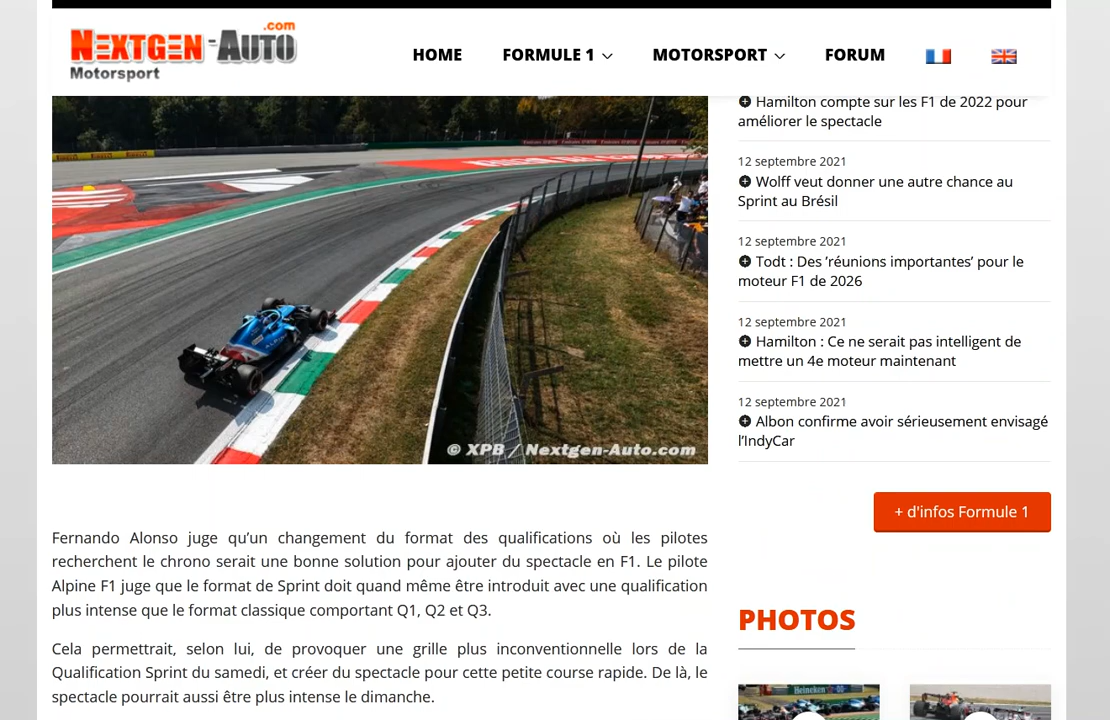 NEXTGEN-AUTO.com
Motorsport
HOME
FORMULE 1
MOTORSPORT
FORUM
Hamilton compte sur les F1 de 2022 pour
améliorer le spectacle
12 septembre 2021
Wolff veut donner une autre chance au
Sprint au Brésil
12 septembre 2021
Todt : Des ’réunions importantes’ pour le
moteur F1 de 2026
12 septembre 2021
Hamilton : Ce ne serait pas intelligent de
mettre un 4e moteur maintenant
12 septembre 2021
Albon confirme avoir sérieusement envisagé
l’IndyCar
+ d'infos Formule 1
© XPB / Nextgen-Auto.com
Fernando Alonso juge qu’un changement du format des qualifications où les pilotes
recherchent le chrono serait une bonne solution pour ajouter du spectacle en F1. Le pilote
Alpine F1 juge que le format de Sprint doit quand même être introduit avec une qualification
plus intense que le format classique comportant Q1, Q2 et Q3.
Cela permettrait, selon lui, de provoquer une grille plus inconventionnelle lors de la
Qualification Sprint du samedi, et créer du spectacle pour cette petite course rapide. De là, le
spectacle pourrait aussi être plus intense le dimanche.
PHOTOS
Heineken